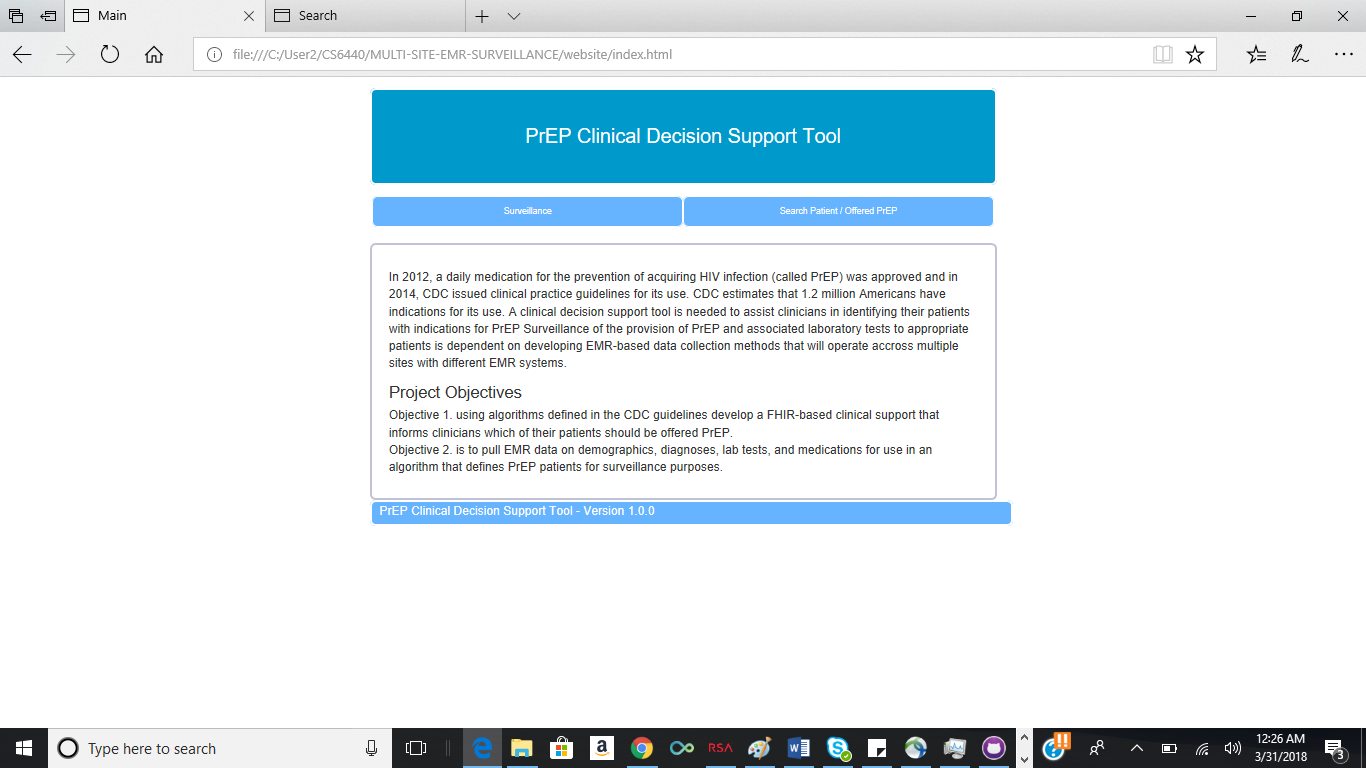 Main
Search
file:///C:/User2/CS6440/MULTI-SITE-EMR-SURVEILLANCE/website/index.html
PrEP Clinical Decision Support Tool
Surveillance
Search Patient / Offered PrEP
In 2012, a daily medication for the prevention of acquiring HIV infection (called PrEP) was approved and in
2014, CDC issued clinical practice guidelines for its use. CDC estimates that 1.2 million Americans have
indications for its use. A clinical decision support tool is needed to assist clinicians in identifying their patients
with indications for PrEP Surveillance of the provision of PrEP and associated laboratory tests to appropriate
patients is dependent on developing EMR-based data collection methods that will operate accross multiple
sites with different EMR systems.
Project Objectives
Objective 1. using algorithms defined in the CDC guidelines develop a FHIR-based clinical support that
informs clinicians which of their patients should be offered PrEP.
Objective 2. is to pull EMR data on demographics, diagnoses, lab tests, and medications for use in an
algorithm that defines PrEP patients for surveillance purposes.
PrEP Clinical Decision Support Tool - Version 1.0.0
Type here to search
a
RSA
12:26 AM
3/31/2018
3